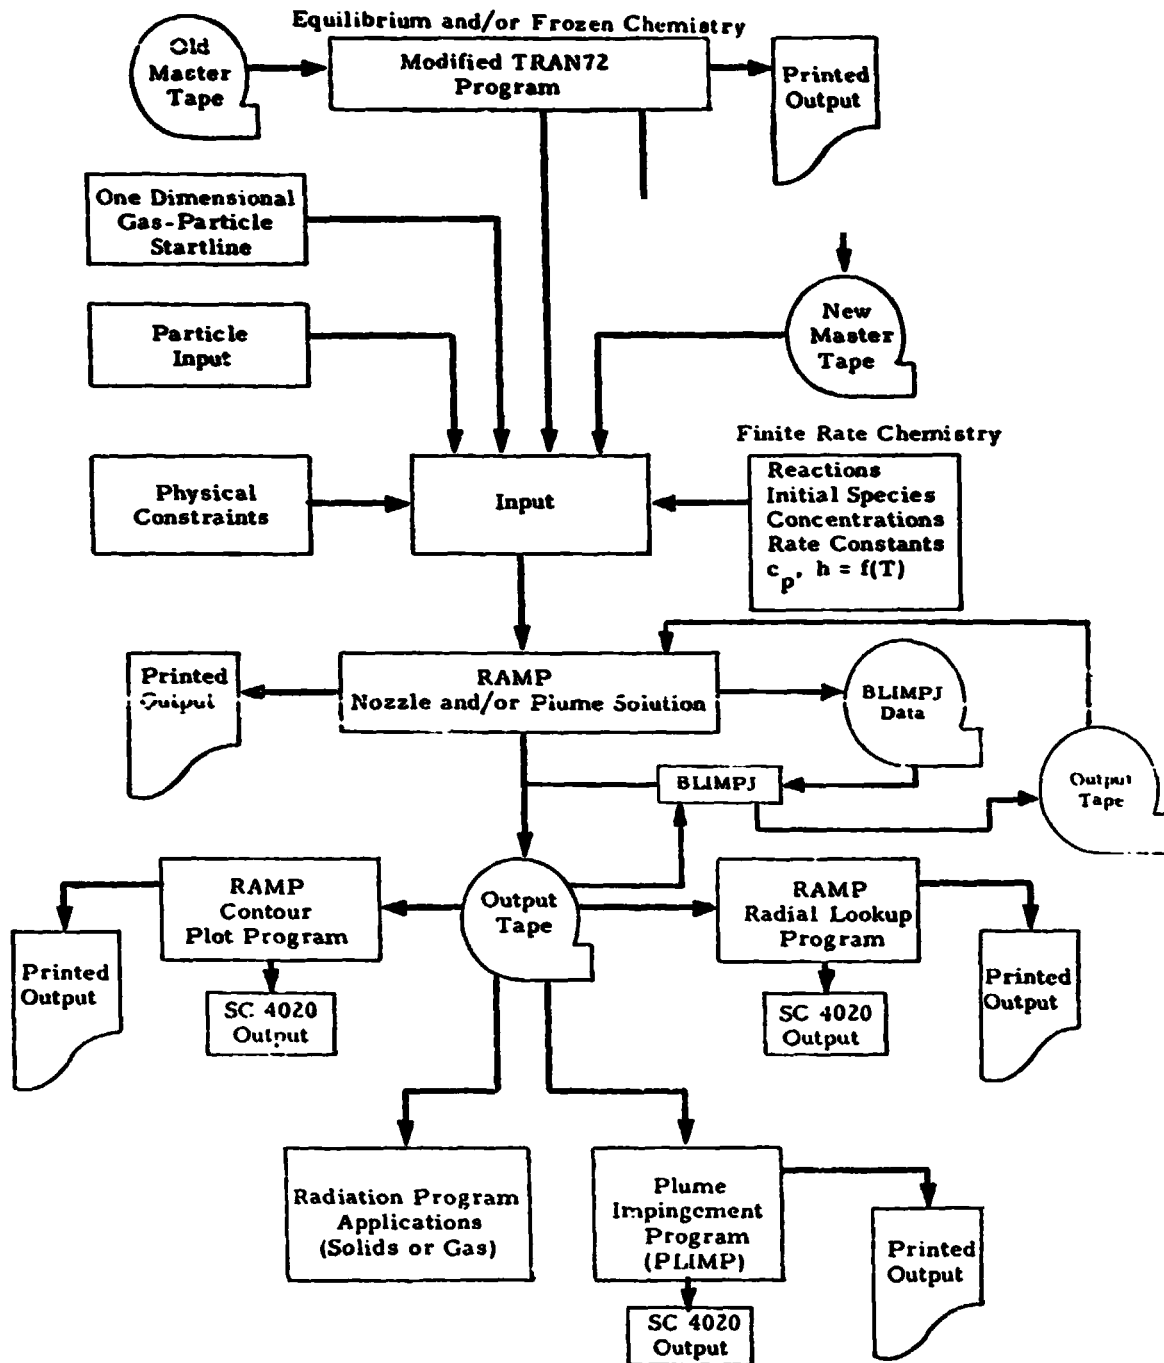 Equilibrium and/or Frozen Chemistry
Old
Master
Tape
Modified TRAN72
Program
Printed
Output
One Dimensional
Gas-Particle
Startline
Particle
Input
New
Master
Tape
Finite Rate Chemistry
Physical
Constraints
Input
Reactions
Initial Species
Concentrations
Rate Constants
c_p, h = f(T)
Printed
Output
RAMP
Nozzle and/or Plume Solution
BLIMPJ
Data
BLIMPJ
Output
Tape
RAMP
Contour
Plot Program
Output
Tape
RAMP
Radial Lookup
Program
Printed
Output
SC 4020
Output
SC 4020
Output
Printed
Output
Radiation Program
Applications
(Solids or Gas)
Plume
Impingement
Program
(PLIMP)
Printed
Output
SC 4020
Output